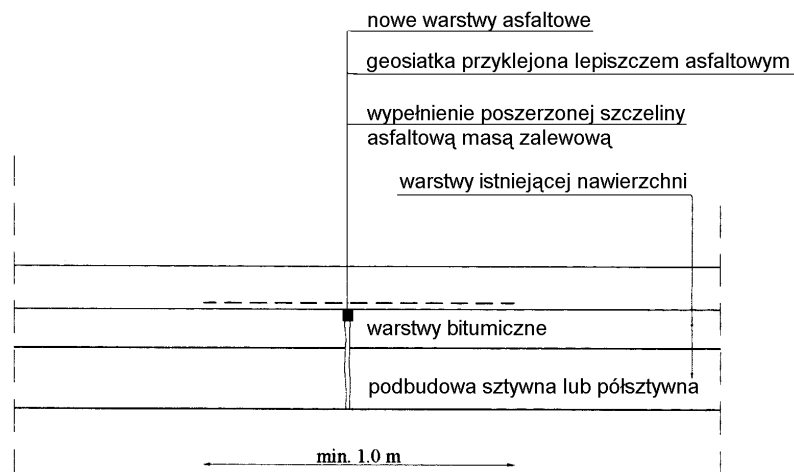 nowe warstwy asfaltowe
geosiatka przyklejona lepiszczem asfaltowym
wypełnienie poszerzonej szczeliny
asfaltową masą zalewową
warstwy istniejącej nawierzchni
warstwy bitumiczne
podbudowa sztywna lub półsztywna
min. 1.0 m